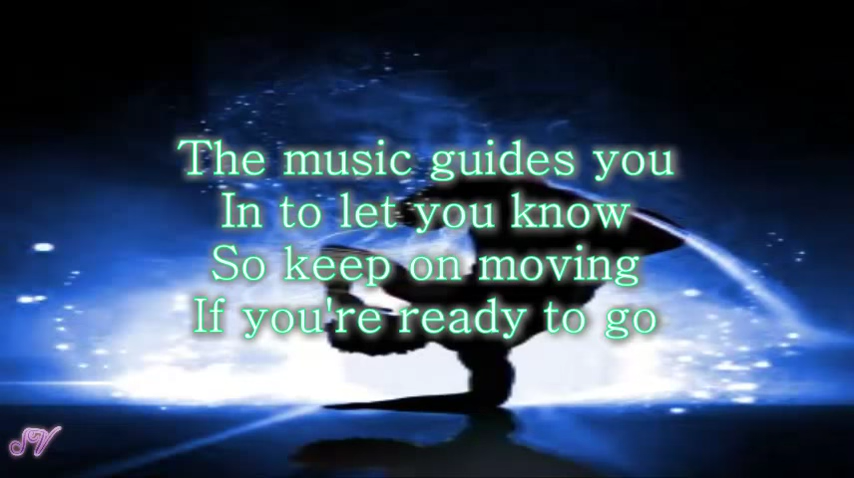 The music guides you
In to let you know
So keep on moving
If you're ready to go
SV